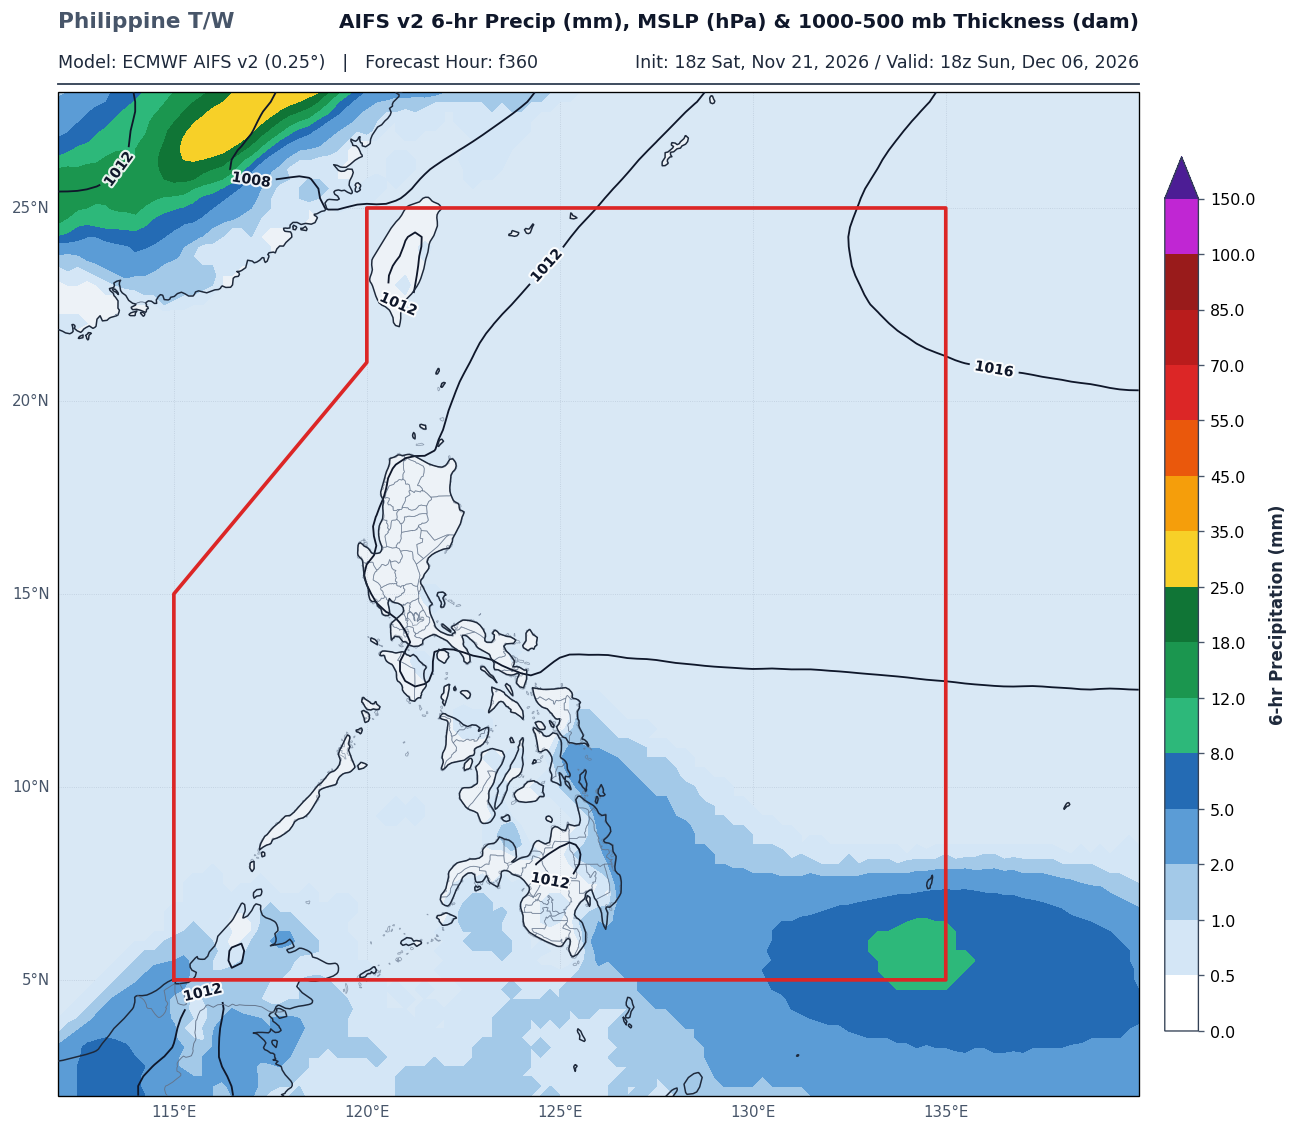 Philippine T/W
AIFS v2 6-hr Precip (mm), MSLP (hPa) & 1000-500 mb Thickness (dam)
Model: ECMWF AIFS v2 (0.25°) | Forecast Hour: f360
Init: 18z Sat, Nov 21, 2026 / Valid: 18z Sun, Dec 06, 2026
1012
1008
25°N
1012
1012
1016
20°N
15°N
10°N
1012
5°N
1012
115°E
120°E
125°E
130°E
135°E
150.0
100.0
85.0
70.0
55.0
45.0
35.0
25.0
18.0
12.0
8.0
5.0
2.0
1.0
0.5
0.0
6-hr Precipitation (mm)